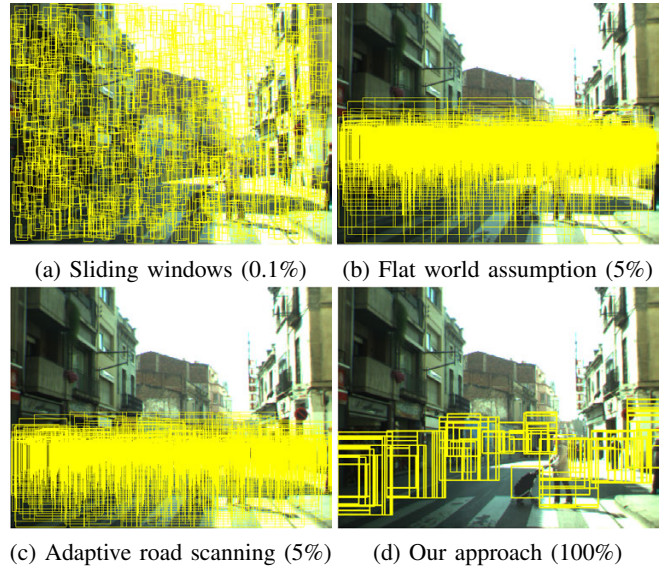 (a) Sliding windows (0.1%)
(b) Flat world assumption (5%)
(c) Adaptive road scanning (5%)
(d) Our approach (100%)